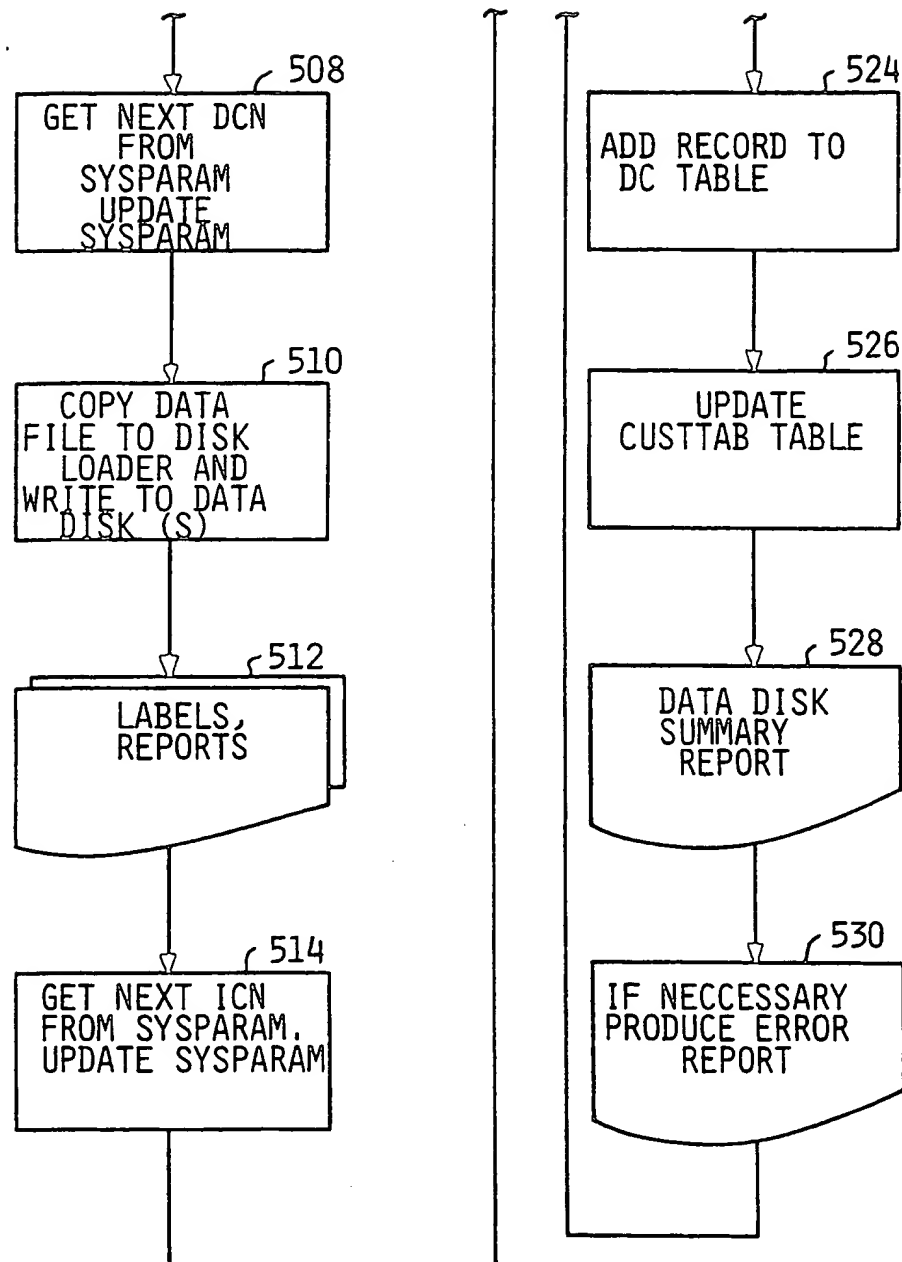 508
GET NEXT DCN
FROM
SYSPARAM
UPDATE
SYSPARAM
510
COPY DATA
FILE TO DISK
LOADER AND
WRITE TO DATA
DISK (S)
512
LABELS,
REPORTS
514
GET NEXT ICN
FROM SYSPARAM.
UPDATE SYSPARAM
524
ADD RECORD TO
DC TABLE
526
UPDATE
CUSTTAB TABLE
528
DATA DISK
SUMMARY
REPORT
530
IF NECCESSARY
PRODUCE ERROR
REPORT